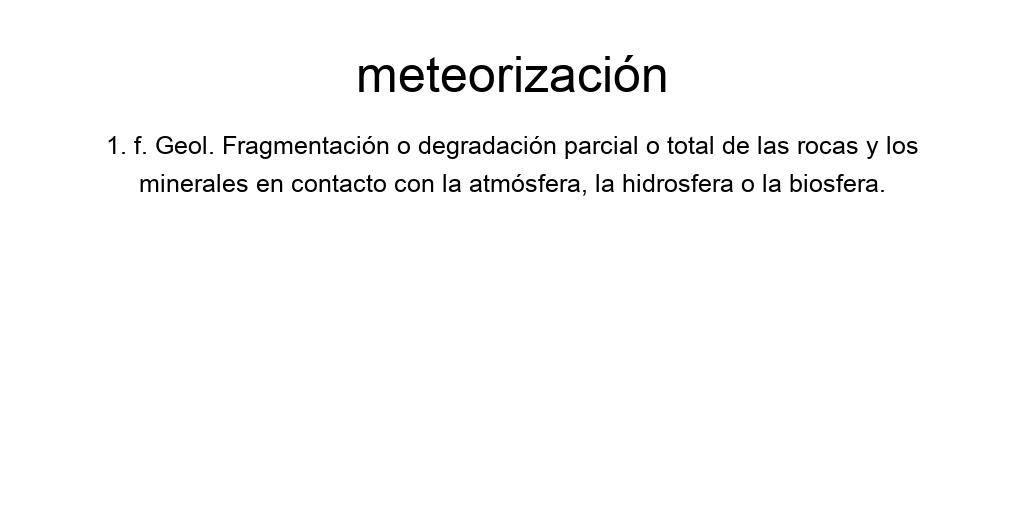 meteorización
1. f. Geol. Fragmentación o degradación parcial o total de las rocas y los
minerales en contacto con la atmósfera, la hidrosfera o la biosfera.